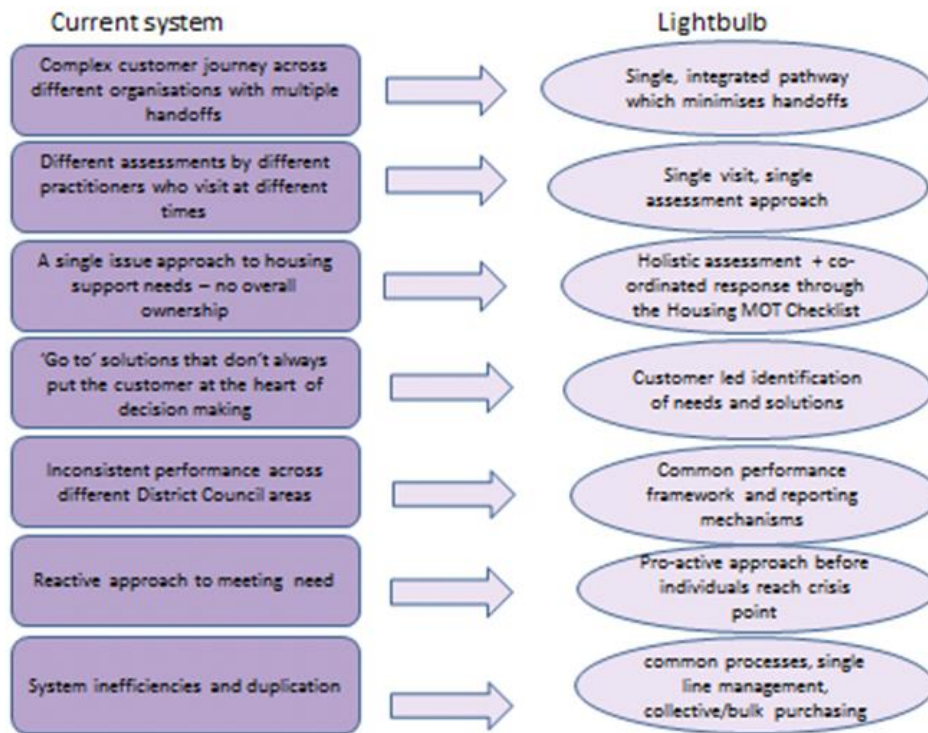 Current system
Lightbulb
Complex customer journey across
different organisations with multiple
handoffs
Single, integrated pathway
which minimises handoffs
Different assessments by different
practitioners who visit at different
times
Single visit, single
assessment approach
A single issue approach to housing
support needs – no overall
ownership
Holistic assessment + co-
ordinated response through
the Housing MOT Checklist
'Go to' solutions that don't always
put the customer at the heart of
decision making
Customer led identification
of needs and solutions
Inconsistent performance across
different District Council areas
Common performance
framework and reporting
mechanisms
Reactive approach to meeting need
Pro-active approach before
individuals reach crisis
point
System inefficiencies and duplication
common processes, single
line management,
collective/bulk purchasing